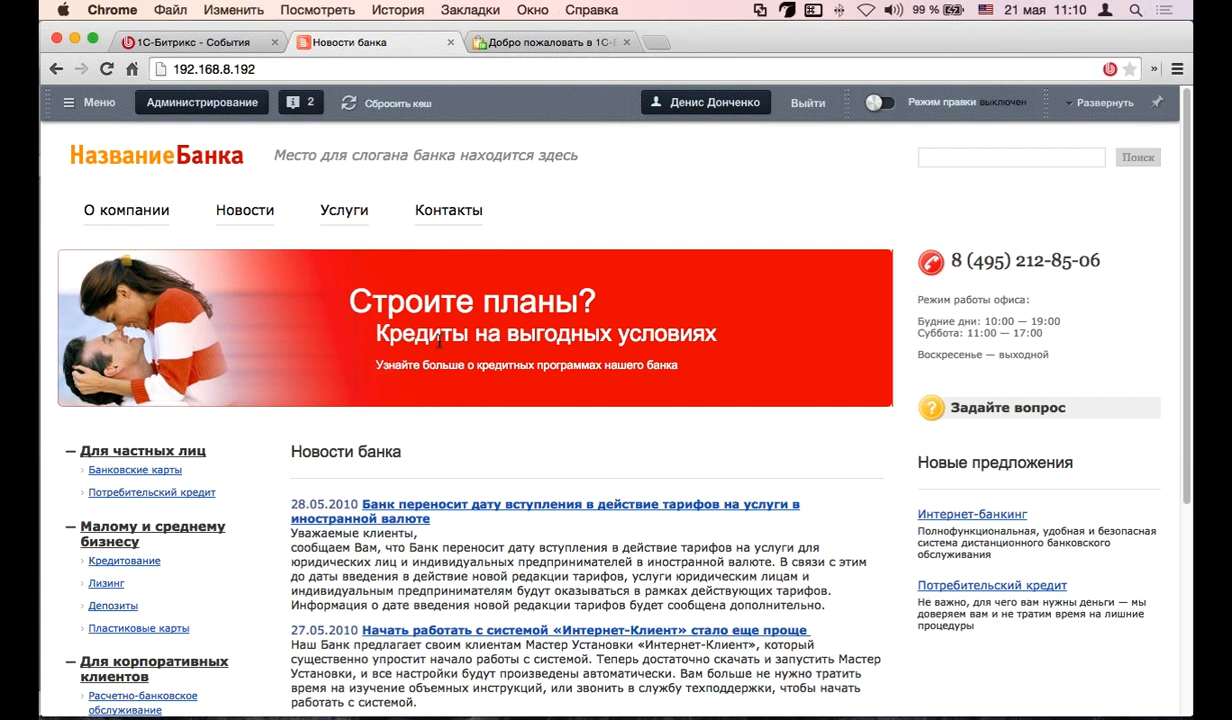 Chrome Файл Изменить Посмотреть История Закладки Окно Справка 99 % 21 мая 11:10
1С-Битрикс - События
Новости банка
Добро пожаловать в 1С-
192.168.8.192
Меню
Администрирование
2
Сбросить кеш
Денис Донченко
Выйти
Режим правки выключен
Развернуть
НазваниеБанка
Место для слогана банка находится здесь
Поиск
О компании
Новости
Услуги
Контакты
Строите планы?
Кредиты на выгодных условиях
Узнайте больше о кредитных программах нашего банка
8 (495) 212-85-06
Режим работы офиса:
Будние дни: 10:00 — 19:00
Суббота: 11:00 — 17:00
Воскресенье — выходной
Задайте вопрос
— Для частных лиц
Банковские карты
Потребительский кредит
— Малому и среднему
бизнесу
Кредитование
Лизинг
Депозиты
Пластиковые карты
— Для корпоративных
клиентов
Расчетно-банковское
обслуживание
Новости банка
28.05.2010 Банк переносит дату вступления в действие тарифов на услуги в
иностранной валюте
Уважаемые клиенты,
сообщаем Вам, что Банк переносит дату вступления в действие тарифов на услуги для
юридических лиц и индивидуальных предпринимателей в иностранной валюте. В связи с этим
до даты введения в действие новой редакции тарифов, услуги юридическим лицам и
индивидуальным предпринимателям будут оказываться в рамках действующих тарифов.
Информация о дате введения новой редакции тарифов будет сообщена дополнительно.
27.05.2010 Начать работать с системой «Интернет-Клиент» стало еще проще
Наш Банк предлагает своим клиентам Мастер Установки «Интернет-Клиент», который
существенно упростит начало работы с системой. Теперь достаточно скачать и запустить Мастер
Установки, и все настройки будут произведены автоматически. Вам больше не нужно тратить
время на изучение объемных инструкций, или звонить в службу техподдержки, чтобы начать
работать с системой.
Новые предложения
Интернет-банкинг
Полнофункциональная, удобная и безопасная
система дистанционного банковского
обслуживания
Потребительский кредит
Не важно, для чего вам нужны деньги — мы
доверяем вам и не тратим время на лишние
процедуры